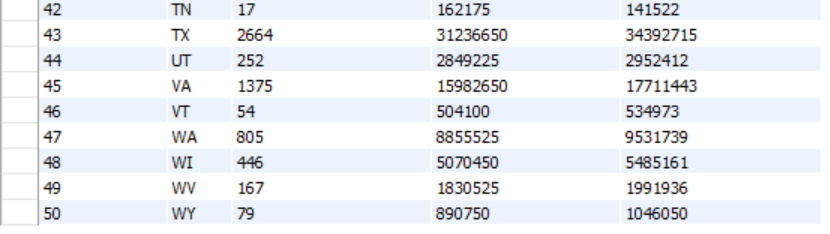 42 TN 17 162175 141522
43 TX 2664 31236650 34392715
44 UT 252 2849225 2952412
45 VA 1375 15982650 17711443
46 VT 54 504100 534973
47 WA 805 8855525 9531739
48 WI 446 5070450 5485161
49 WV 167 1830525 1991936
50 WY 79 890750 1046050